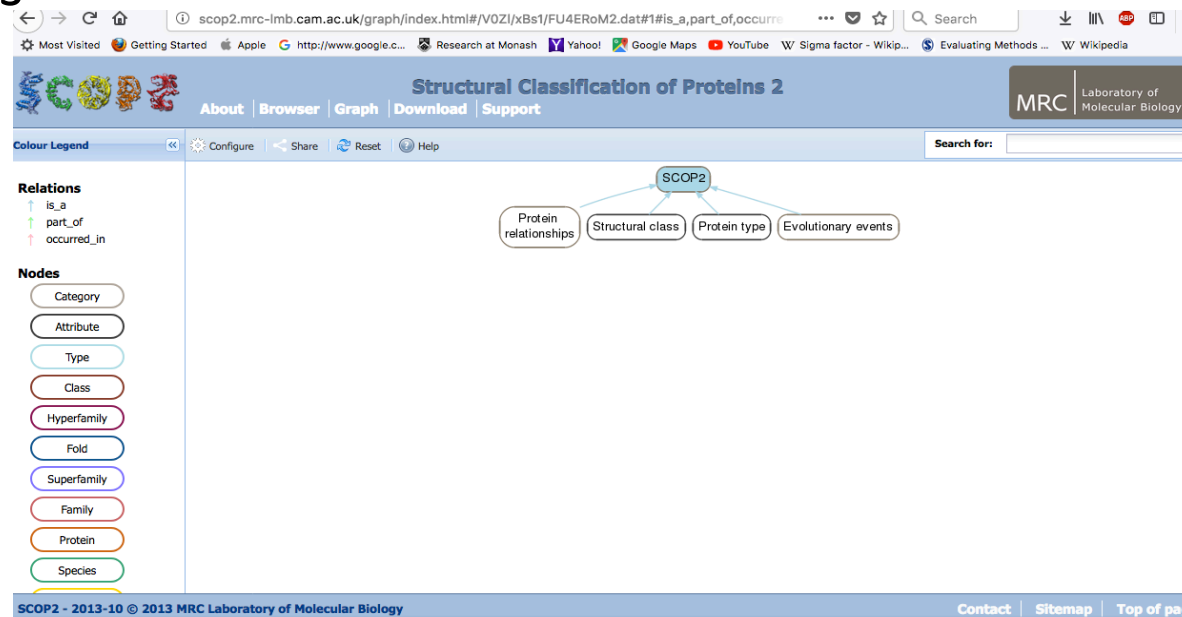 scop2.mrc-lmb.cam.ac.uk/graph/index.html#/V0Zl/xBs1/FU4ERoM2.dat#1#is_a,part_of,occurre ••• Search
Most Visited Getting Started Apple http://www.google.c... Research at Monash Yahoo! Google Maps YouTube Sigma factor - Wikip... Evaluating Methods ... Wikipedia
SCOP2
Structural Classification of Proteins 2
About | Browser | Graph | Download | Support
MRC Laboratory of
Molecular Biology
Colour Legend « Configure Share Reset Help Search for:
Relations
is_a
part_of
occurred_in
Nodes
Category
Attribute
Type
Class
Hyperfamily
Fold
Superfamily
Family
Protein
Species
SCOP2
Protein
relationships
Structural class
Protein type
Evolutionary events
SCOP2 - 2013-10 © 2013 MRC Laboratory of Molecular Biology Contact | Sitemap | Top of pa